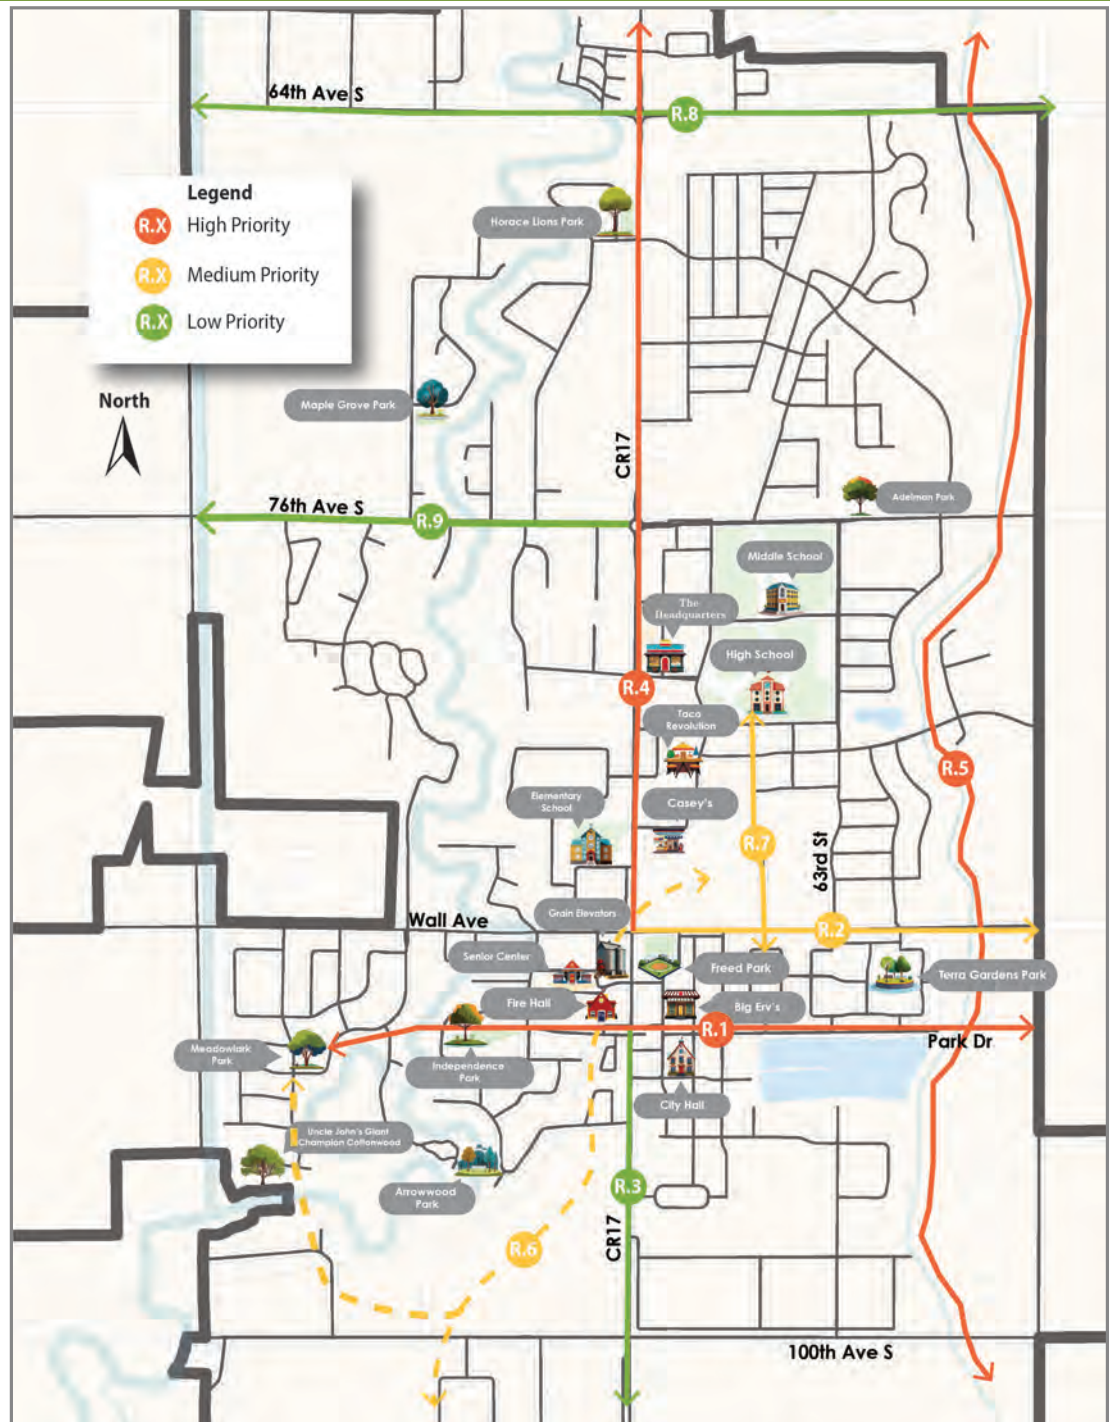 64th Ave S
R.8
Legend
R.X High Priority
R.X Medium Priority
R.X Low Priority
Horace Lions Park
North
Maple Grove Park
CR17
76th Ave S
R.9
Adelman Park
Middle School
The
Headquarters
High School
R.4
Taco
Revolution
R.5
Elementary
School
Casey's
R.7
63rd St
Wall Ave
Grain Elevators
R.2
Senior Center
Freed Park
Terra Gardens Park
Fire Hall
Big Erv's
R.1
Park Dr
Meadowlark
Park
Independence
Park
City Hall
Uncle John's Giant
Champion Cottonwood
Arrowwood
Park
R.3
CR17
R.6
100th Ave S